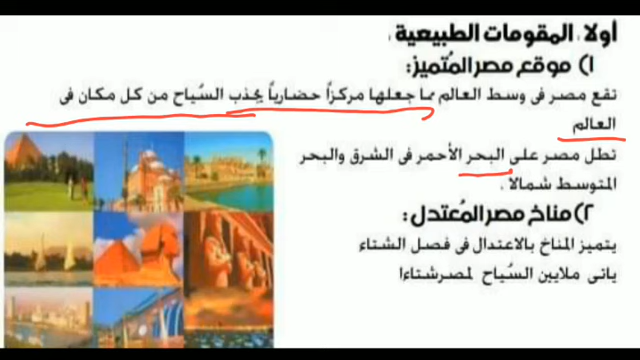 أولا، المقومات الطبيعية ،
١) موقع مصر المُتميز:
تقع مصر فى وسط العالم مما جعلها مركزاً حضارياً يجذب السُياح من كل مكان فى
العالم
تطل مصر على البحر الأحمر فى الشرق والبحر
المتوسط شمالا .
٢) مناخ مصر المُعتدل:
يتميز المناخ بالاعتدال فى فصل الشتاء
يأتى ملايين السُياح لمصرشتاءا